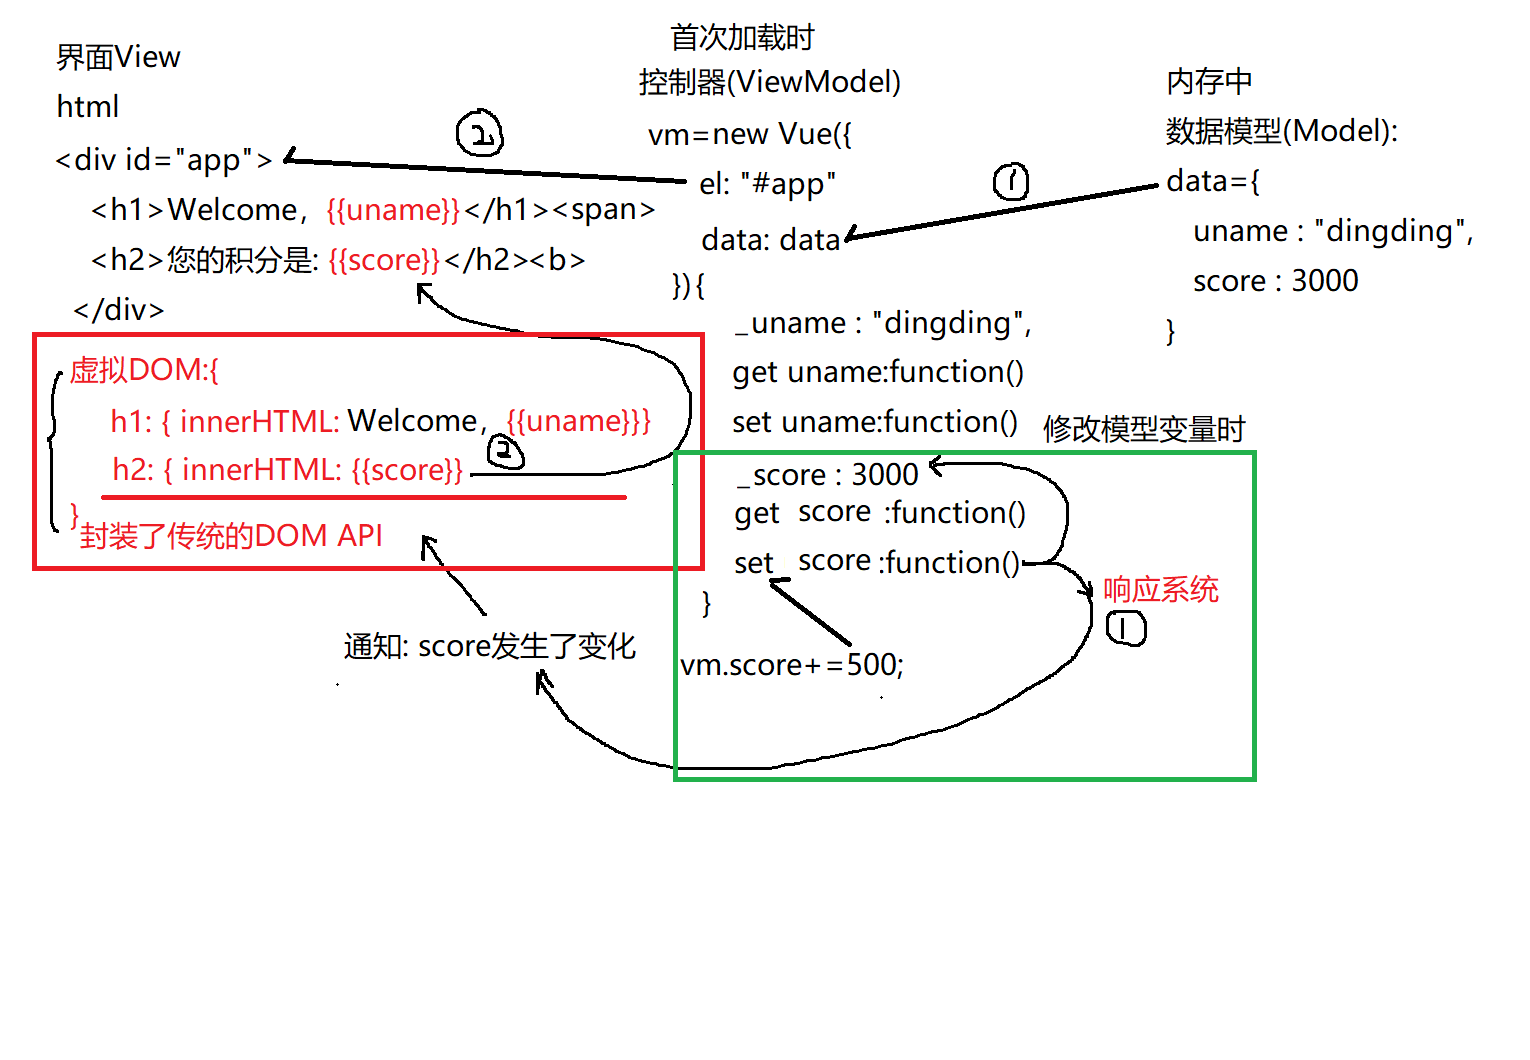 界面View
html
<div id="app">
<h1>Welcome，{{uname}}</h1><span>
<h2>您的积分是: {{score}}</h2><b>
</div>
虚拟DOM:{
h1: { innerHTML: Welcome，{{uname}}}
h2: { innerHTML: {{score}}
}
封装了传统的DOM API
通知: score发生了变化
②
②
首次加载时
控制器(ViewModel)
vm=new Vue({
el: "#app"
data: data
}) {
_uname : "dingding",
get uname:function()
set uname:function()
修改模型变量时
_score : 3000
get score :function()
set score :function()
}
vm.score+=500;
响应系统
①
①
内存中
数据模型(Model):
data={
uname : "dingding",
score : 3000
}